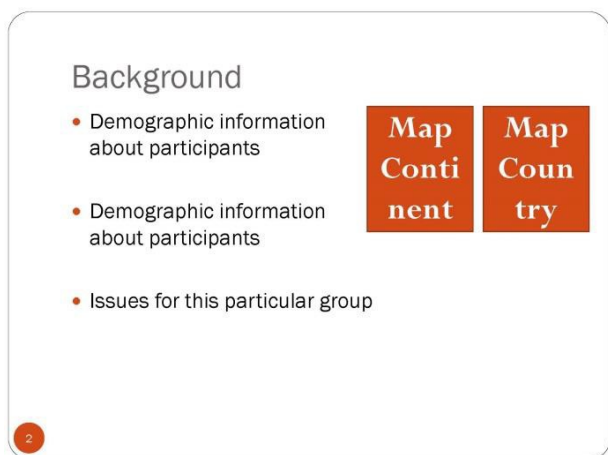 Background
Demographic information
about participants
Demographic information
about participants
Issues for this particular group
Map
Conti
nent
Map
Coun
try
2